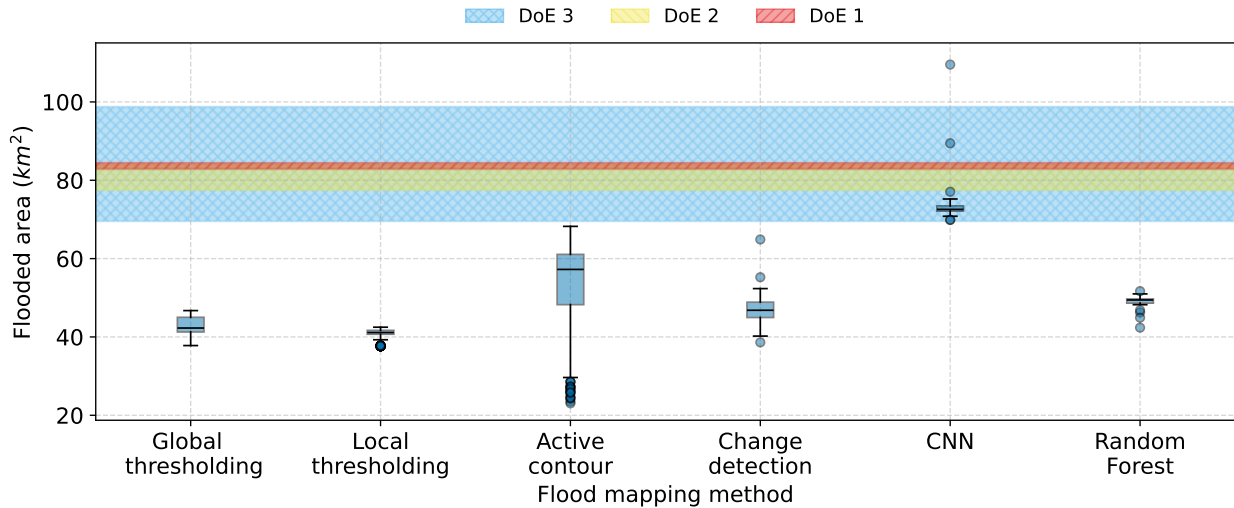 DoE 3 DoE 2 DoE 1
Flooded area (km²)
100
80
60
40
20
Global thresholding
Local thresholding
Active contour
Change detection
CNN
Random Forest
Flood mapping method